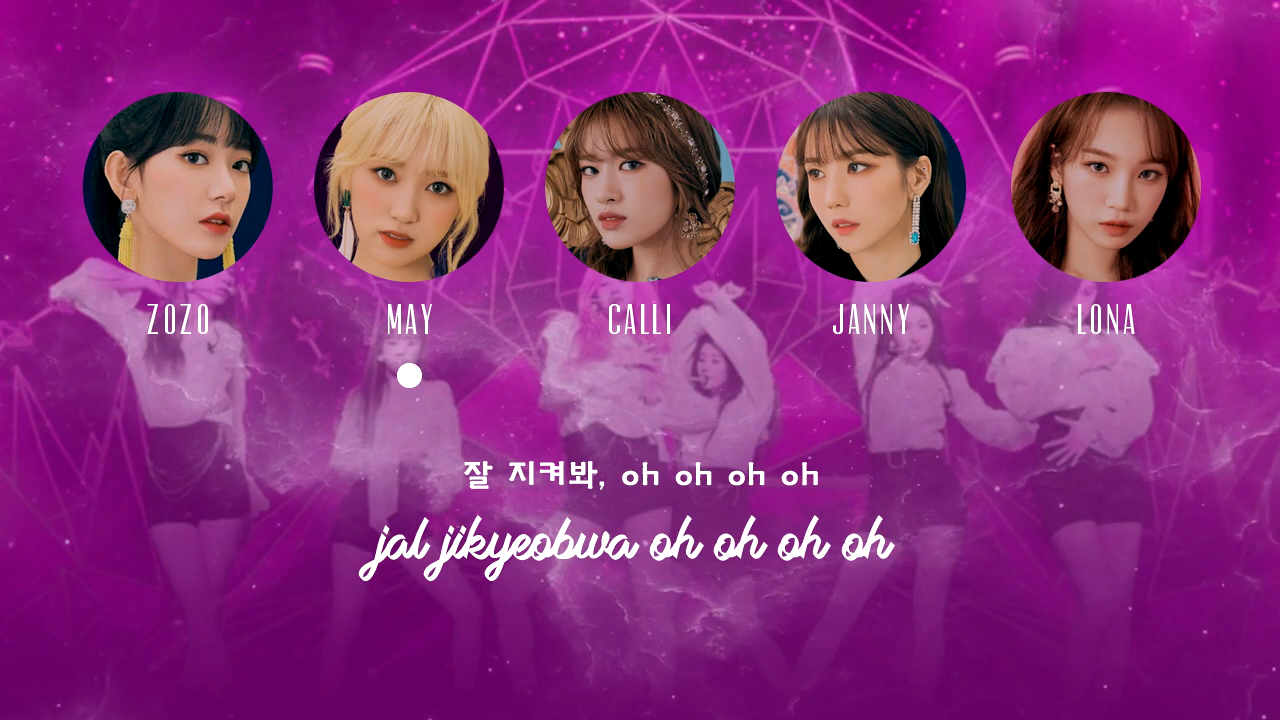 ZOZO MAY CALLI JANNY LONA
잘 지켜봐, oh oh oh oh
jal jikyeobwa oh oh oh oh